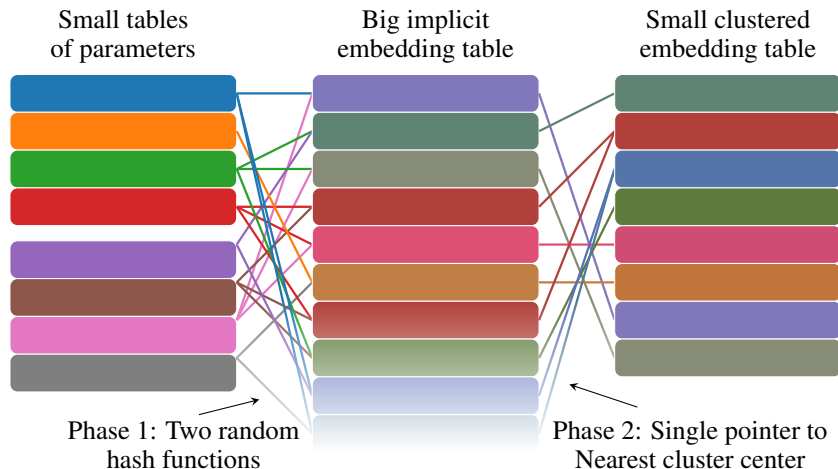 Small tables
of parameters
Big implicit
embedding table
Small clustered
embedding table
Phase 1: Two random
hash functions
Phase 2: Single pointer to
Nearest cluster center